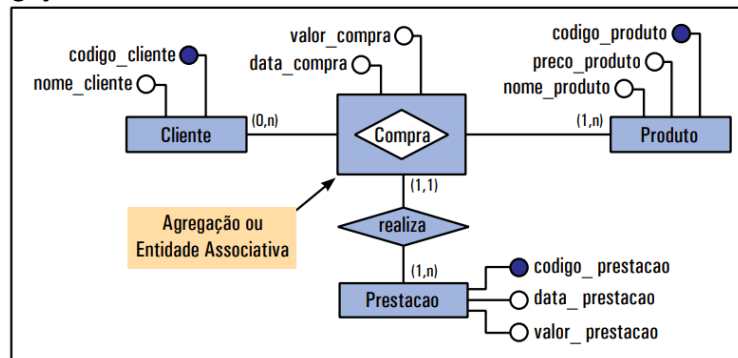 valor_compra
data_compra
codigo_cliente
nome_cliente
codigo_produto
preco_produto
nome_produto
Cliente
(0,n)
Compra
(1,n)
Produto
(1,1)
Agregação ou
Entidade Associativa
realiza
(1,n)
Prestacao
codigo_ prestacao
data_ prestacao
valor_ prestacao